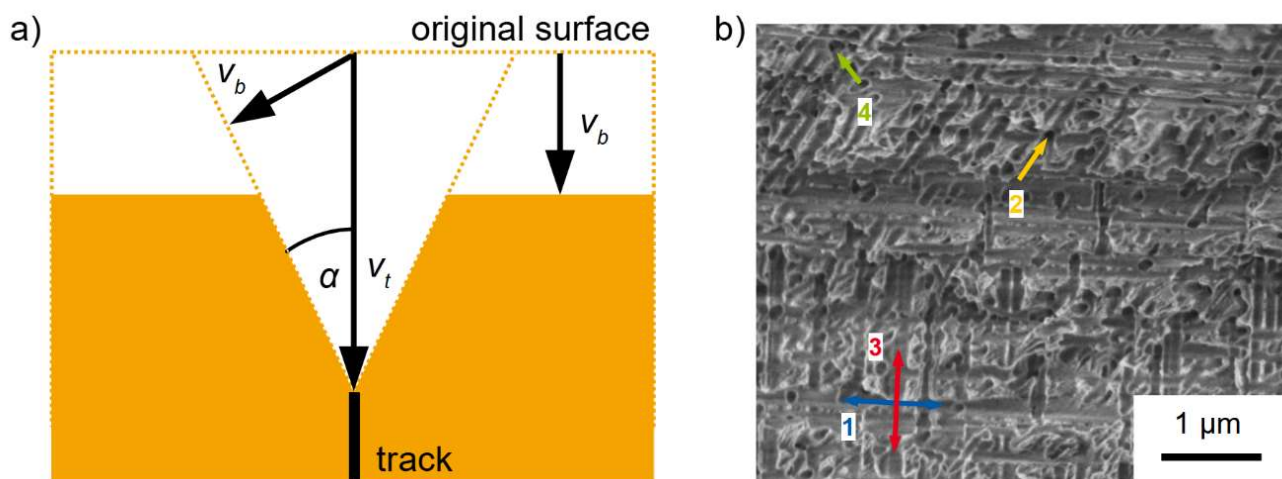 a)
original surface
v_b
v_b
α
v_t
track
b)
4
2
3
1
1 µm